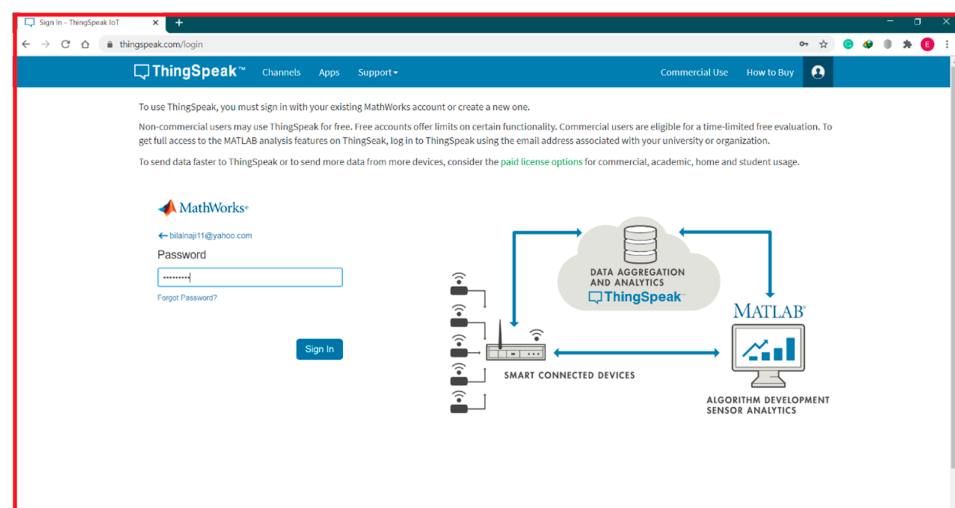 Sign In - ThingSpeak IoT
thingspeak.com/login
E
ThingSpeak™ Channels Apps Support Commercial Use How to Buy
To use ThingSpeak, you must sign in with your existing MathWorks account or create a new one.
Non-commercial users may use ThingSpeak for free. Free accounts offer limits on certain functionality. Commercial users are eligible for a time-limited free evaluation. To
get full access to the MATLAB analysis features on ThingSeak, log in to ThingSpeak using the email address associated with your university or organization.
To send data faster to ThingSpeak or to send more data from more devices, consider the paid license options for commercial, academic, home and student usage.
MathWorks®
bilalnaji11@yahoo.com
Password
Forgot Password?
Sign In
DATA AGGREGATION
AND ANALYTICS
ThingSpeak™
MATLAB®
SMART CONNECTED DEVICES
ALGORITHM DEVELOPMENT
SENSOR ANALYTICS